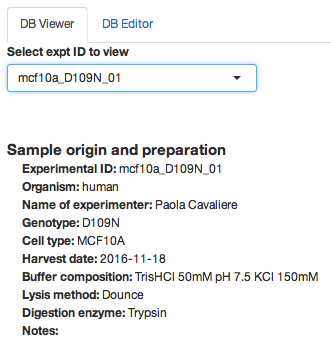 DB Viewer DB Editor
Select expt ID to view
mcf10a_D109N_01
Sample origin and preparation
Experimental ID: mcf10a_D109N_01
Organism: human
Name of experimenter: Paola Cavaliere
Genotype: D109N
Cell type: MCF10A
Harvest date: 2016-11-18
Buffer composition: TrisHCl 50mM pH 7.5 KCl 150mM
Lysis method: Dounce
Digestion enzyme: Trypsin
Notes: